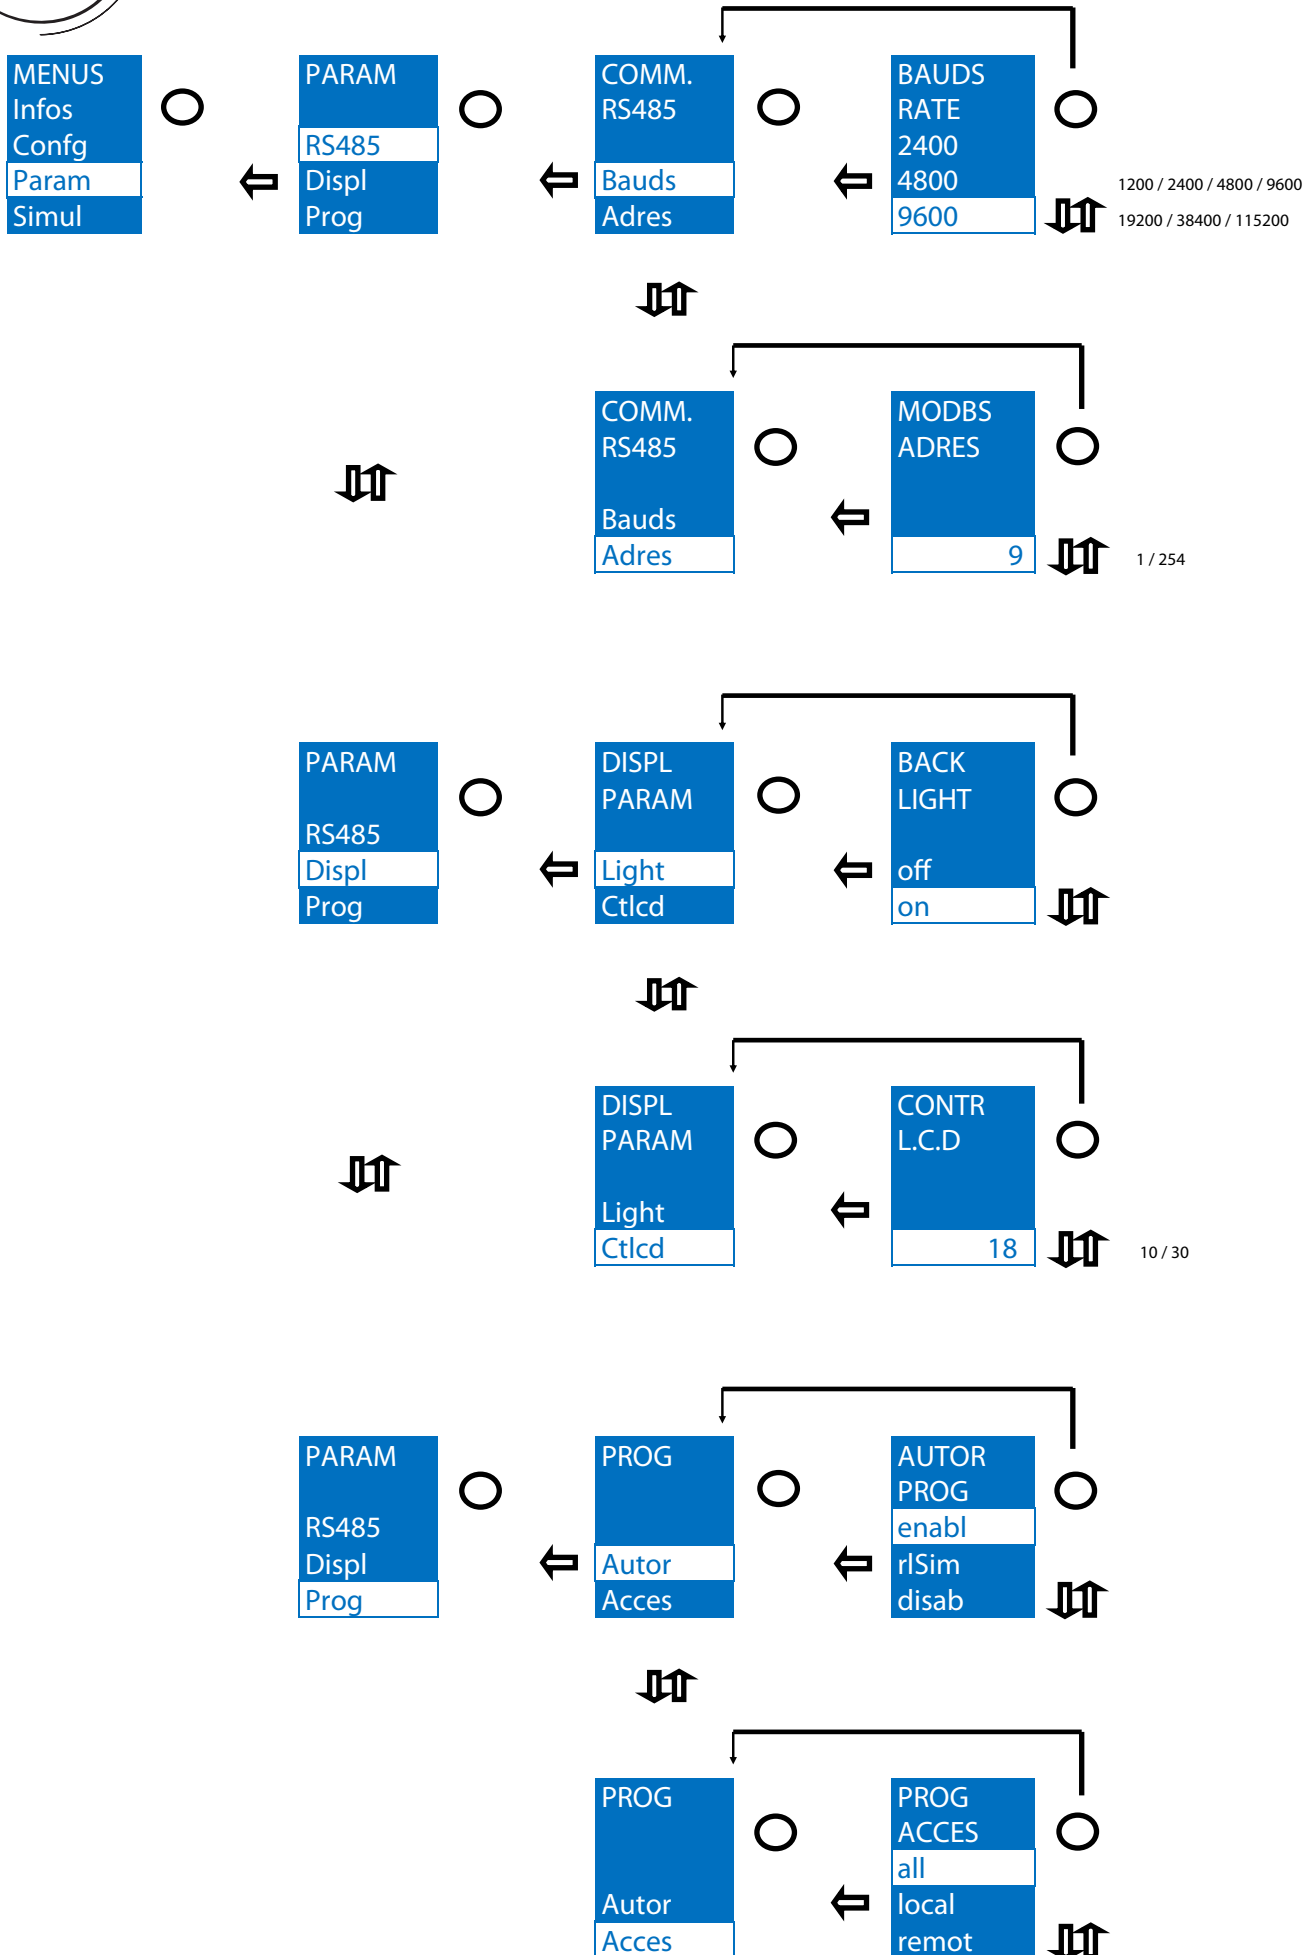 MENUS
Infos
Confg
Param
Simul
PARAM
RS485
Displ
Prog
COMM.
RS485
Bauds
Adres
BAUDS
RATE
2400
4800
9600
1200 / 2400 / 4800 / 9600
19200 / 38400 / 115200
COMM.
RS485
Bauds
Adres
MODBS
ADRES
9
1 / 254
PARAM
RS485
Displ
Prog
DISPL
PARAM
Light
Ctlcd
BACK
LIGHT
off
on
DISPL
PARAM
Light
Ctlcd
CONTR
L.C.D
18
10 / 30
PARAM
RS485
Displ
Prog
PROG
Autor
Acces
AUTOR
PROG
enabl
rlSim
disab
PROG
Autor
Acces
PROG
ACCES
all
local
remot